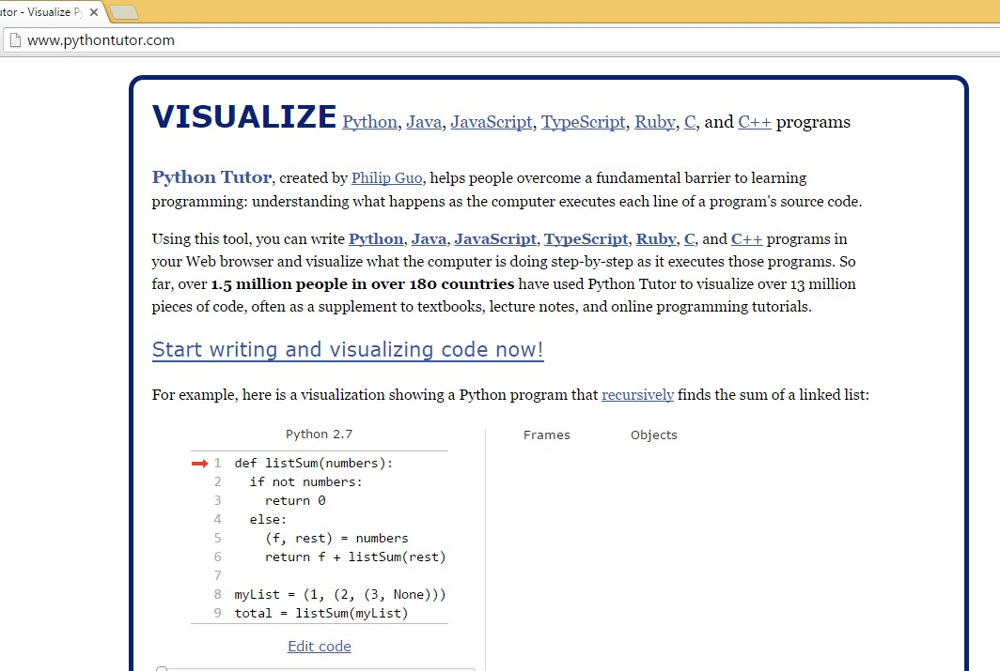 utor - Visualize Py
www.pythontutor.com
VISUALIZE Python, Java, JavaScript, TypeScript, Ruby, C, and C++ programs
Python Tutor, created by Philip Guo, helps people overcome a fundamental barrier to learning
programming: understanding what happens as the computer executes each line of a program's source code.
Using this tool, you can write Python, Java, JavaScript, TypeScript, Ruby, C, and C++ programs in
your Web browser and visualize what the computer is doing step-by-step as it executes those programs. So
far, over 1.5 million people in over 180 countries have used Python Tutor to visualize over 13 million
pieces of code, often as a supplement to textbooks, lecture notes, and online programming tutorials.
Start writing and visualizing code now!
For example, here is a visualization showing a Python program that recursively finds the sum of a linked list:
Python 2.7 Frames Objects
1 def listSum(numbers):
2   if not numbers:
3     return 0
4   else:
5     (f, rest) = numbers
6     return f + listSum(rest)
7
8 myList = (1, (2, (3, None)))
9 total = listSum(myList)
Edit code